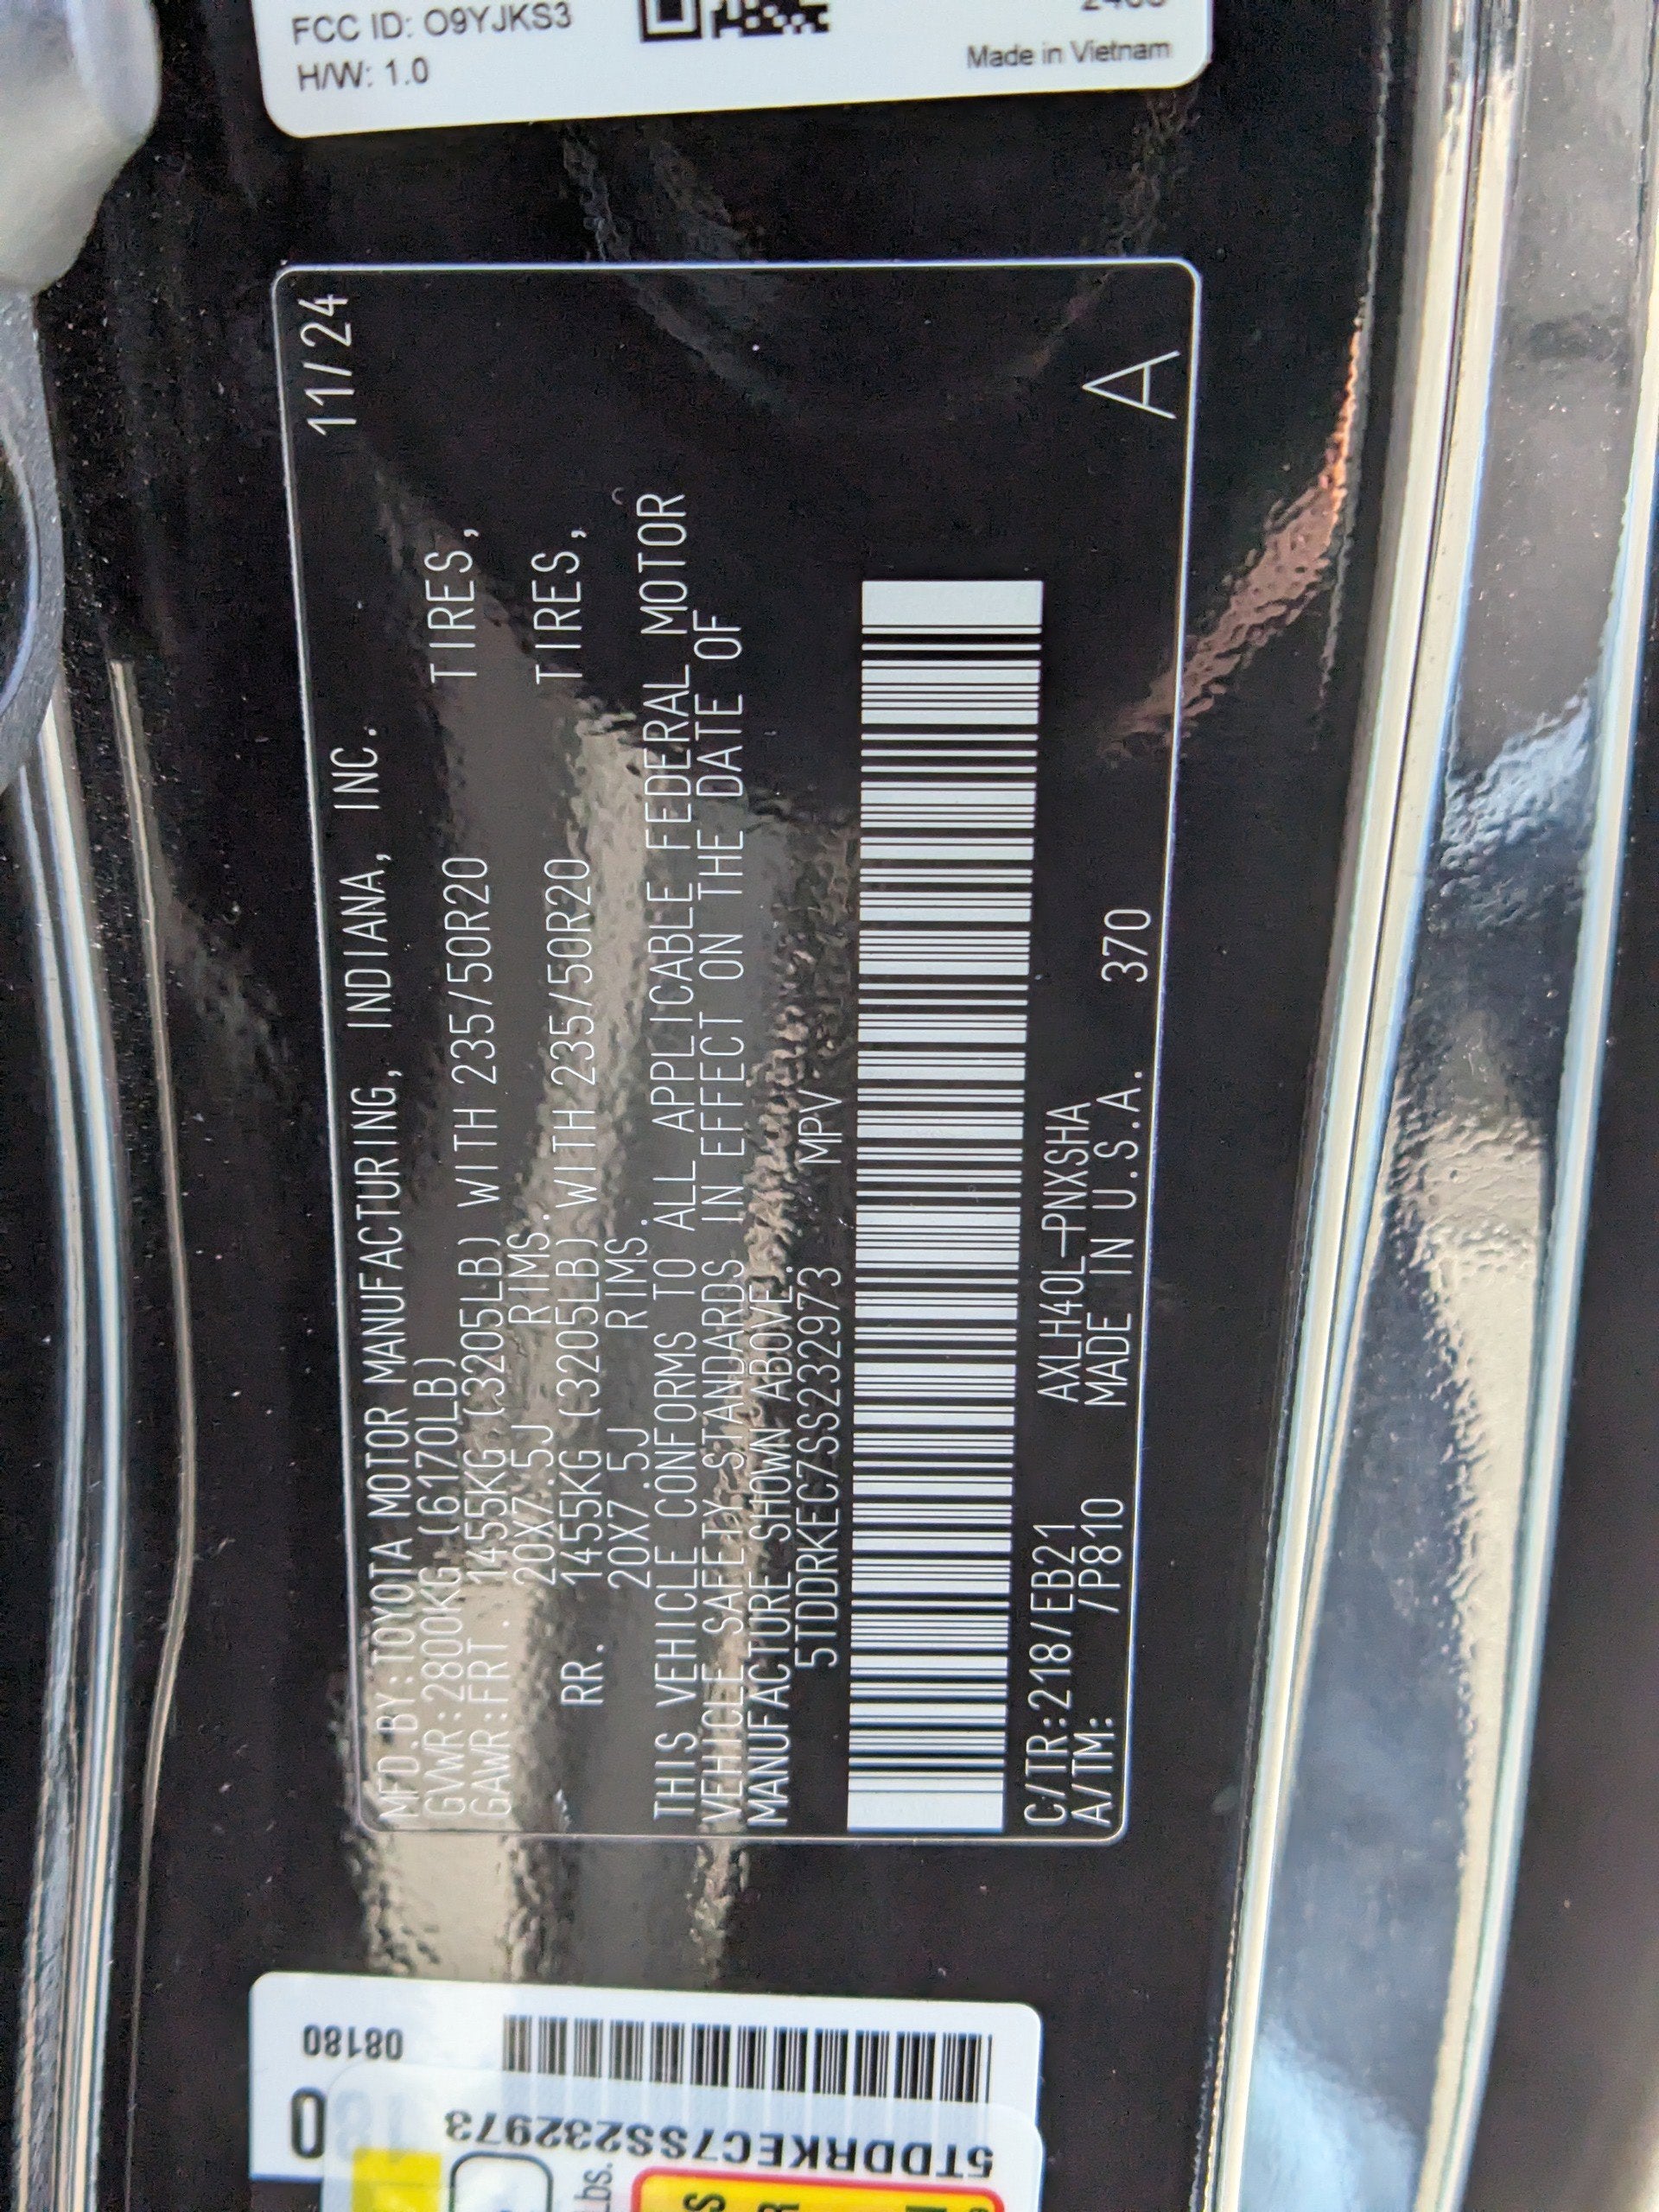 FCC ID: O9YJKS3
H/W: 1.0
Made in Vietnam
11/24
MFD.BY:TOYOTA MOTOR MANUFACTURING, INDIANA, INC.
GVWR:2800KG (6170LB)
GAWR:FRT. 1455KG (3205LB) WITH 235/50R20 TIRES,
20X7.5J RIMS.
RR. 1455KG (3205LB) WITH 235/50R20 TIRES,
20X7.5J RIMS.
THIS VEHICLE CONFORMS TO ALL APPLICABLE FEDERAL MOTOR
VEHICLE SAFETY STANDARDS IN EFFECT ON THE DATE OF
MANUFACTURE SHOWN ABOVE.
5TDDRKEC7SS232973 MPV
C/TR:218/EB21 AXLH40L-PNXSHA
A/TM: /P810 MADE IN U.S.A. 370
A
08180
5TDDRKEC7SS232973